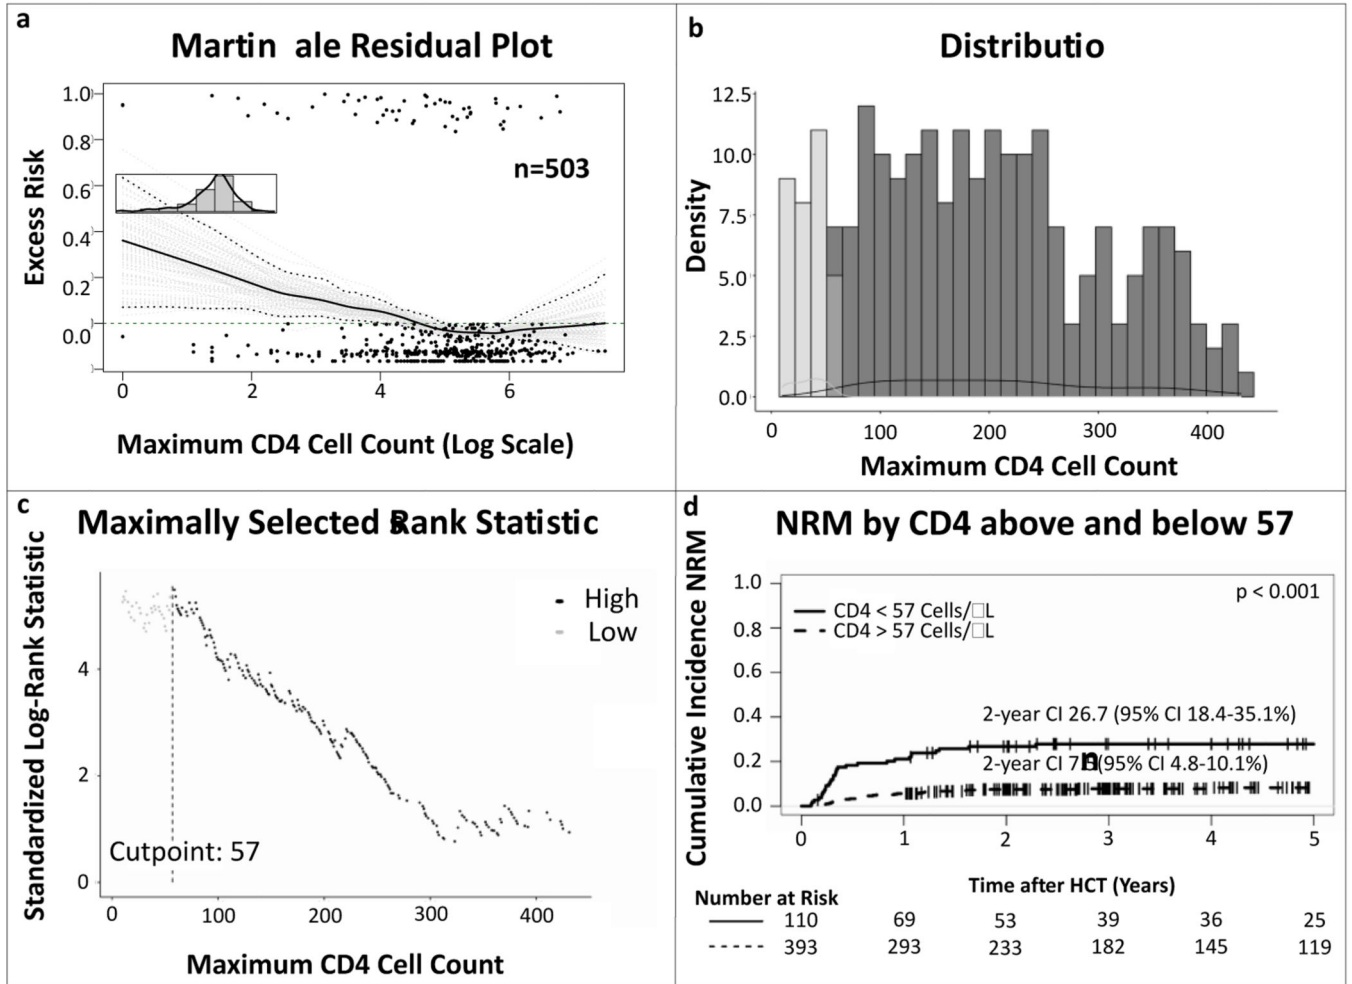 a
Martin ale Residual Plot
Excess Risk
1.0
0.8
0.6
0.4
0.2
0.0
n=503
0 2 4 6
Maximum CD4 Cell Count (Log Scale)
b
Distributio
Density
12.5
10.0
7.5
5.0
2.5
0.0
0 100 200 300 400
Maximum CD4 Cell Count
c
Maximally Selected Rank Statistic
Standardized Log-Rank Statistic
4
2
0
High
Low
Cutpoint: 57
0 100 200 300 400
Maximum CD4 Cell Count
d
NRM by CD4 above and below 57
Cumulative Incidence NRM
1.0
0.8
0.6
0.4
0.2
0.0
p < 0.001
CD4 < 57 Cells/□L
CD4 > 57 Cells/□L
2-year CI 26.7 (95% CI 18.4-35.1%)
2-year CI (95% CI 4.8-10.1%)
n
0 1 2 3 4 5
Time after HCT (Years)
Number at Risk
110 69 53 39 36 25
393 293 233 182 145 119